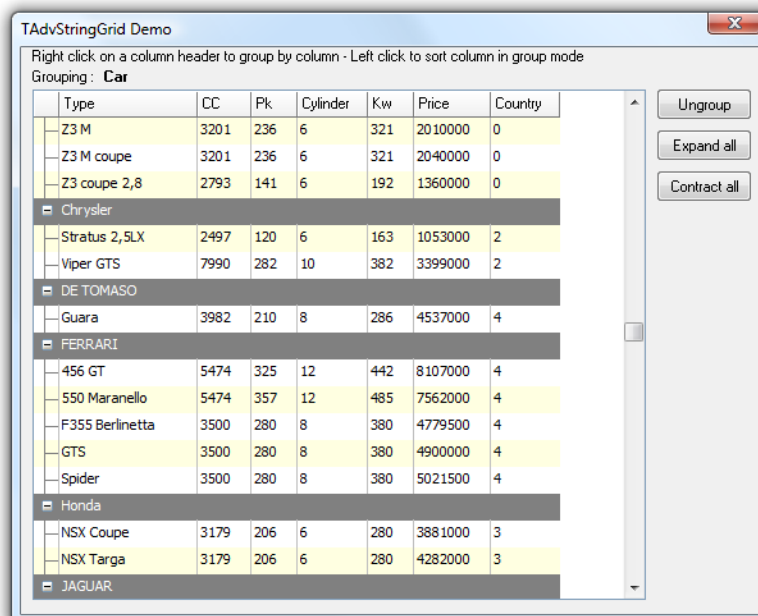 TAdvStringGrid Demo
Right click on a column header to group by column - Left click to sort column in group mode
Grouping : Car
Type CC Pk Cylinder Kw Price Country
Ungroup
Z3 M 3201 236 6 321 2010000 0
Expand all
Z3 M coupe 3201 236 6 321 2040000 0
Z3 coupe 2,8 2793 141 6 192 1360000 0
Contract all
Chrysler
Stratus 2,5LX 2497 120 6 163 1053000 2
Viper GTS 7990 282 10 382 3399000 2
DE TOMASO
Guara 3982 210 8 286 4537000 4
FERRARI
456 GT 5474 325 12 442 8107000 4
550 Maranello 5474 357 12 485 7562000 4
F355 Berlinetta 3500 280 8 380 4779500 4
GTS 3500 280 8 380 4900000 4
Spider 3500 280 8 380 5021500 4
Honda
NSX Coupe 3179 206 6 280 3881000 3
NSX Targa 3179 206 6 280 4282000 3
JAGUAR